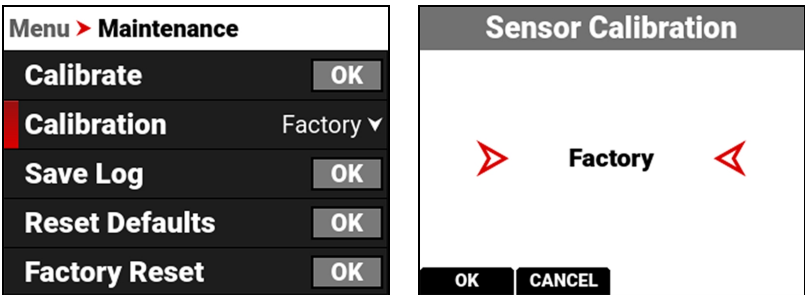 Menu > Maintenance
Calibrate OK
Calibration Factory
Save Log OK
Reset Defaults OK
Factory Reset OK
Sensor Calibration
Factory
OK CANCEL